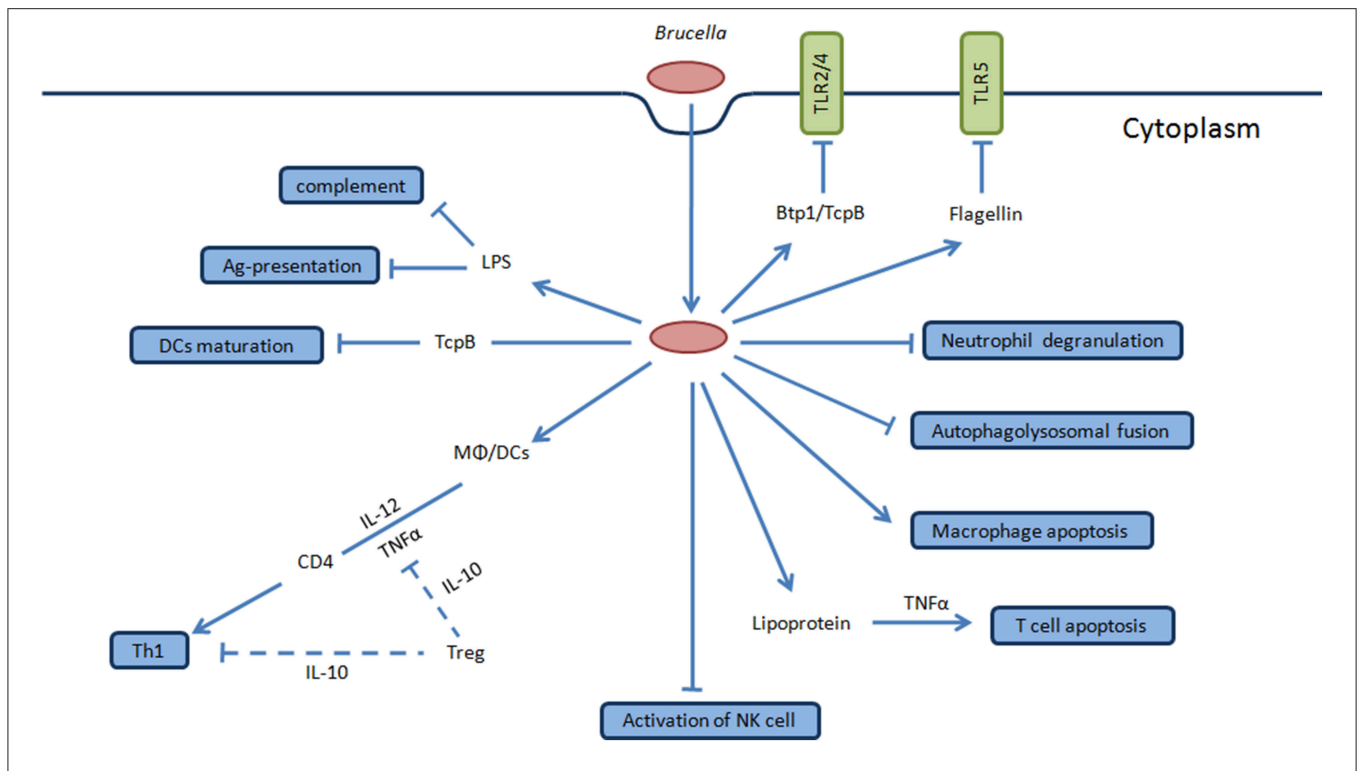 Brucella
TLR2/4
TLR5
Cytoplasm
complement
Btp1/TcpB
Flagellin
LPS
Ag-presentation
TcpB
DCs maturation
Neutrophil degranulation
Autophagolysosomal fusion
MΦ/DCs
IL-12
TNFα
Macrophage apoptosis
CD4
IL-10
Lipoprotein
TNFα
T cell apoptosis
Th1
Treg
IL-10
Activation of NK cell